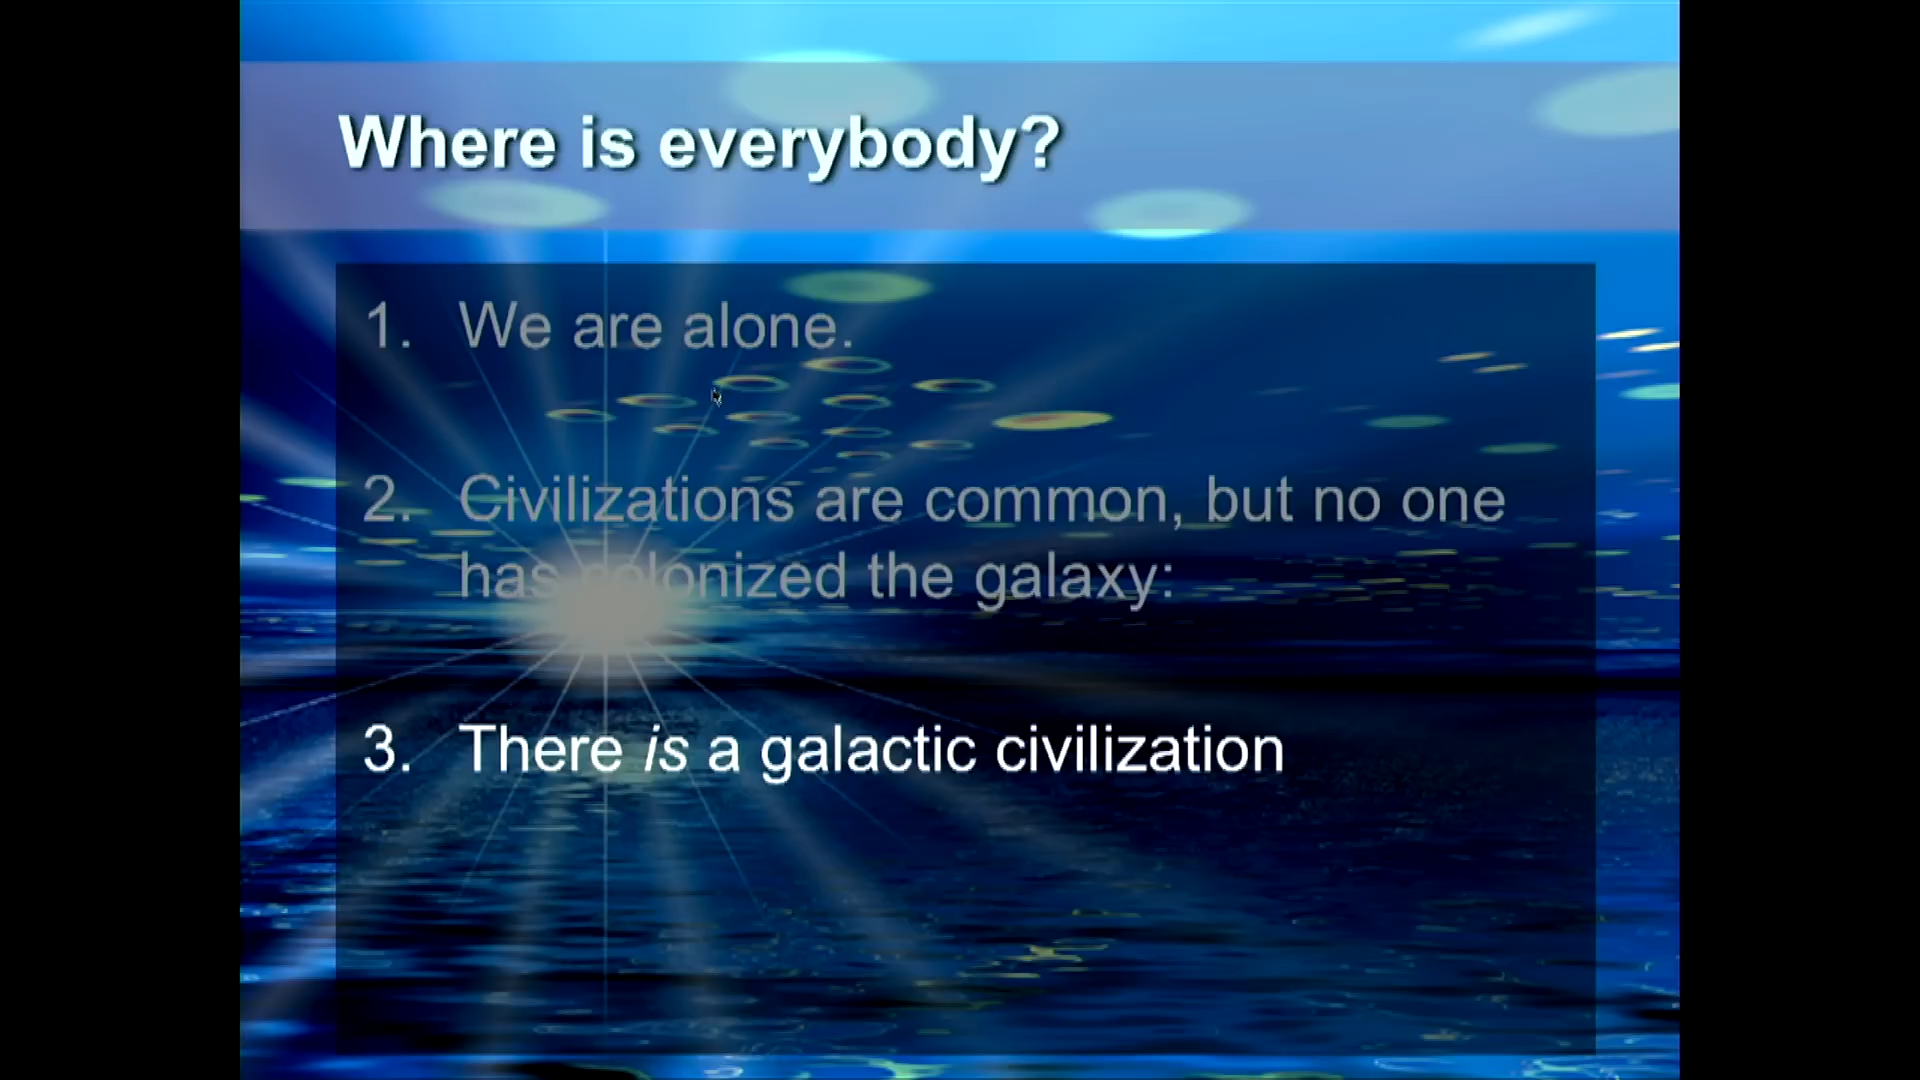 Where is everybody?
1. We are alone.
2. Civilizations are common, but no one
has colonized the galaxy:
3. There is a galactic civilization